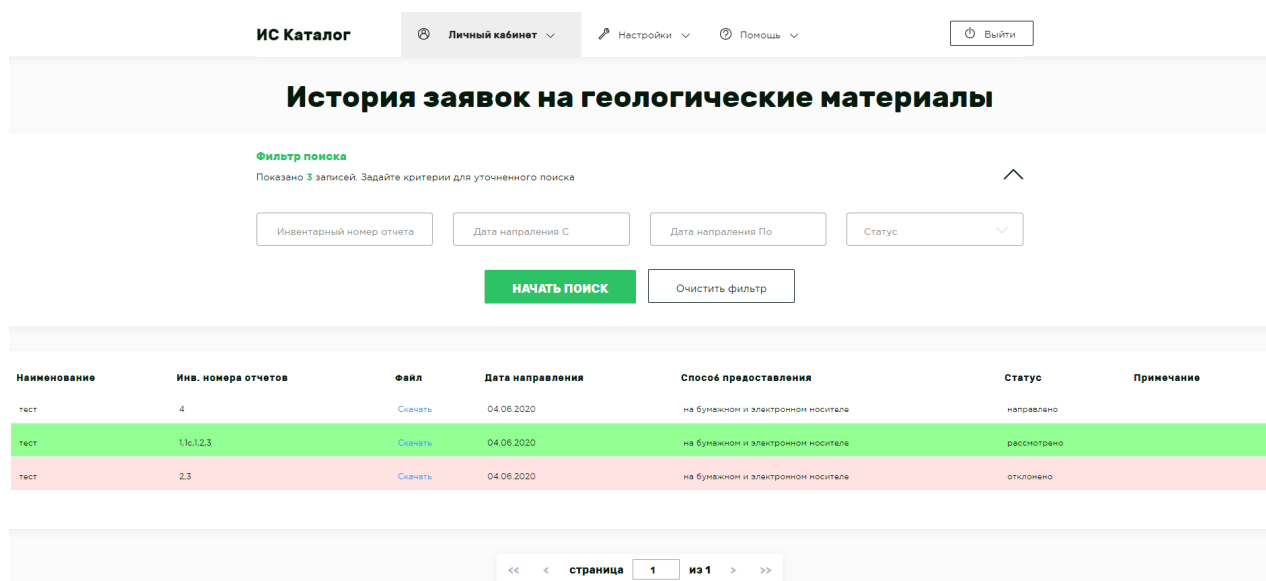 ИС Каталог Личный кабинет Настройки Помощь Выйти
История заявок на геологические материалы
Фильтр поиска
Показано 3 записей. Задайте критерии для уточненного поиска
Инвентарный номер отчета Дата напраления С Дата напраления По Статус
НАЧАТЬ ПОИСК Очистить фильтр
Наименование Инв. номера отчетов Файл Дата направления Способ предоставления Статус Примечание
тест 4 Скачать 04.06.2020 на бумажном и электронном носителе направлено
тест 1,1с,1,2,3 Скачать 04.06.2020 на бумажном и электронном носителе рассмотрено
тест 2,3 Скачать 04.06.2020 на бумажном и электронном носителе отклонено
<< < страница 1 из 1 > >>